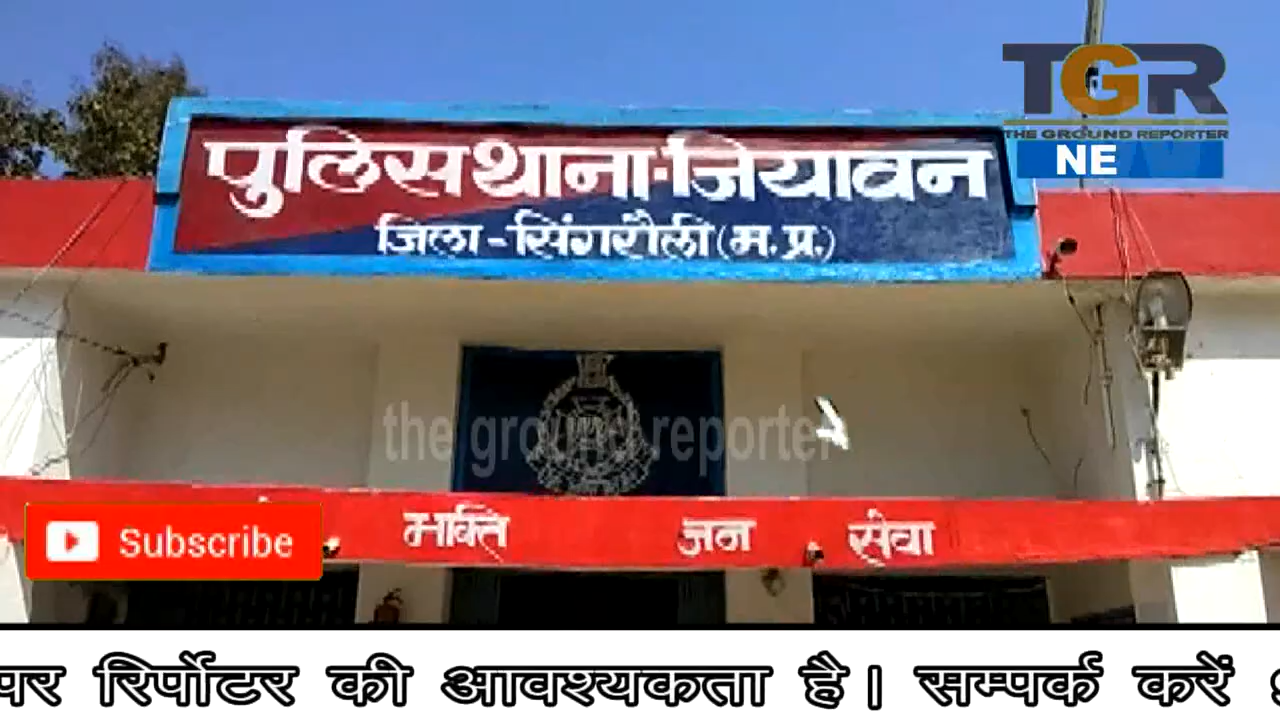 TGR
THE GROUND REPORTER
NE
पुलिस थाना-जियावन
जिला-सिंगरौली (म.प्र.)
the ground reporter
भक्ति जन सेवा
Subscribe
पर रिर्पोटर की आवश्यकता है। सम्पर्क करें 9